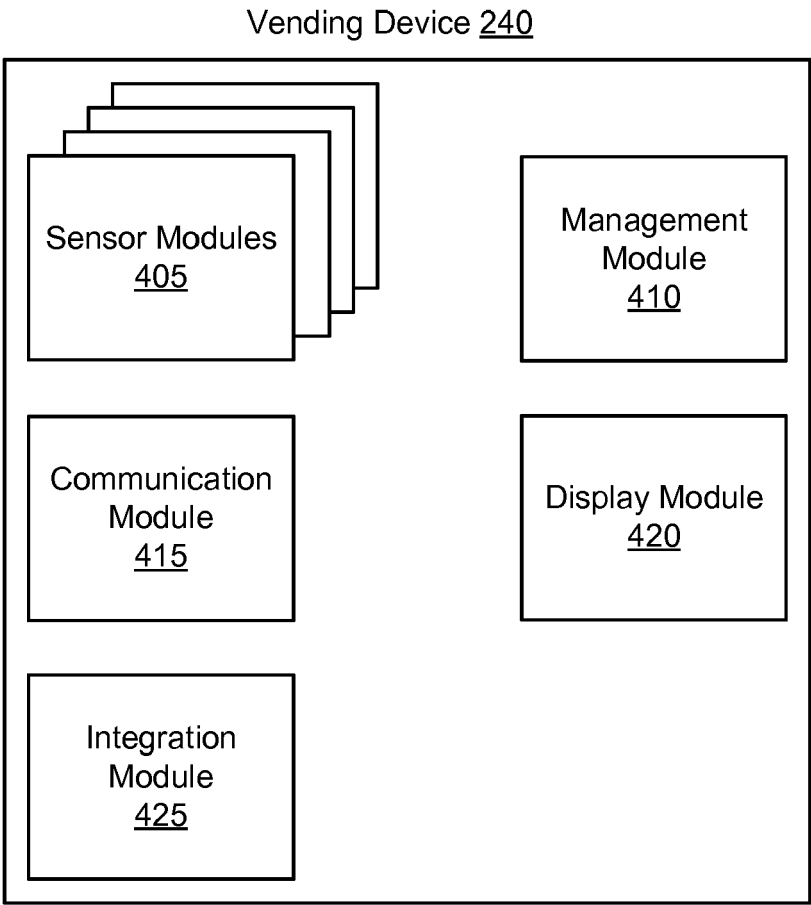 Vending Device 240
Sensor Modules
405
Management
Module
410
Communication
Module
415
Display Module
420
Integration
Module
425